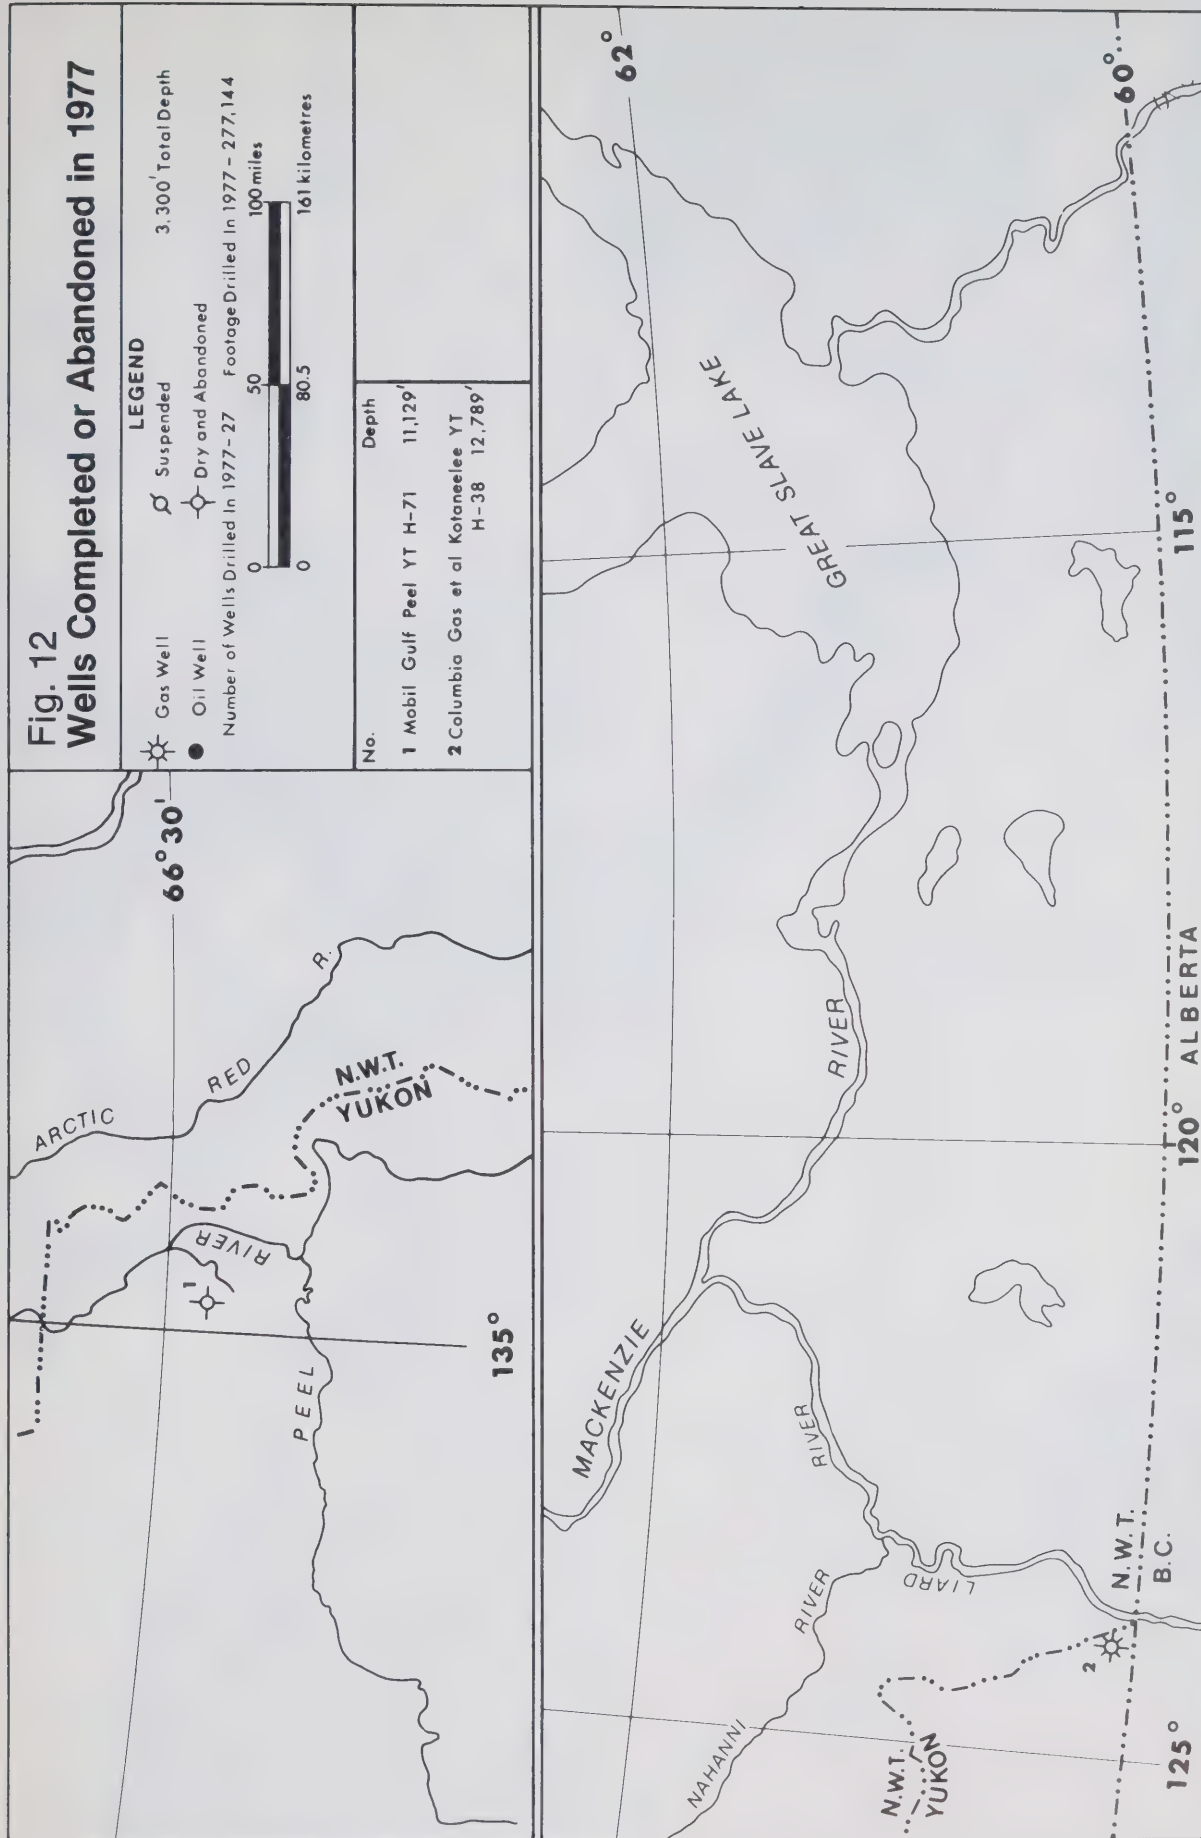 Fig. 12
Wells Completed or Abandoned in 1977
LEGEND
Gas Well
Suspended
3,300' Total Depth
Oil Well
Dry and Abandoned
Number of Wells Drilled In 1977-27 Footage Drilled In 1977-277,144
0 50 100 miles
0 80.5 161 kilometres
No. Depth
1 Mobil Gulf Peel YT H-71 11,129'
2 Columbia Gas et al Kotaneelee YT
H-38 12,789'
66° 30'
ARCTIC
RED
R.
N.W.T.
YUKON
RIVER
1
PEEL
135°
62°
GREAT SLAVE LAKE
60°
115°
MACKENZIE
RIVER
RIVER
LIARD
NAHANNI
RIVER
N.W.T.
YUKON
2
N.W.T.
B.C.
125°
120°
ALBERTA